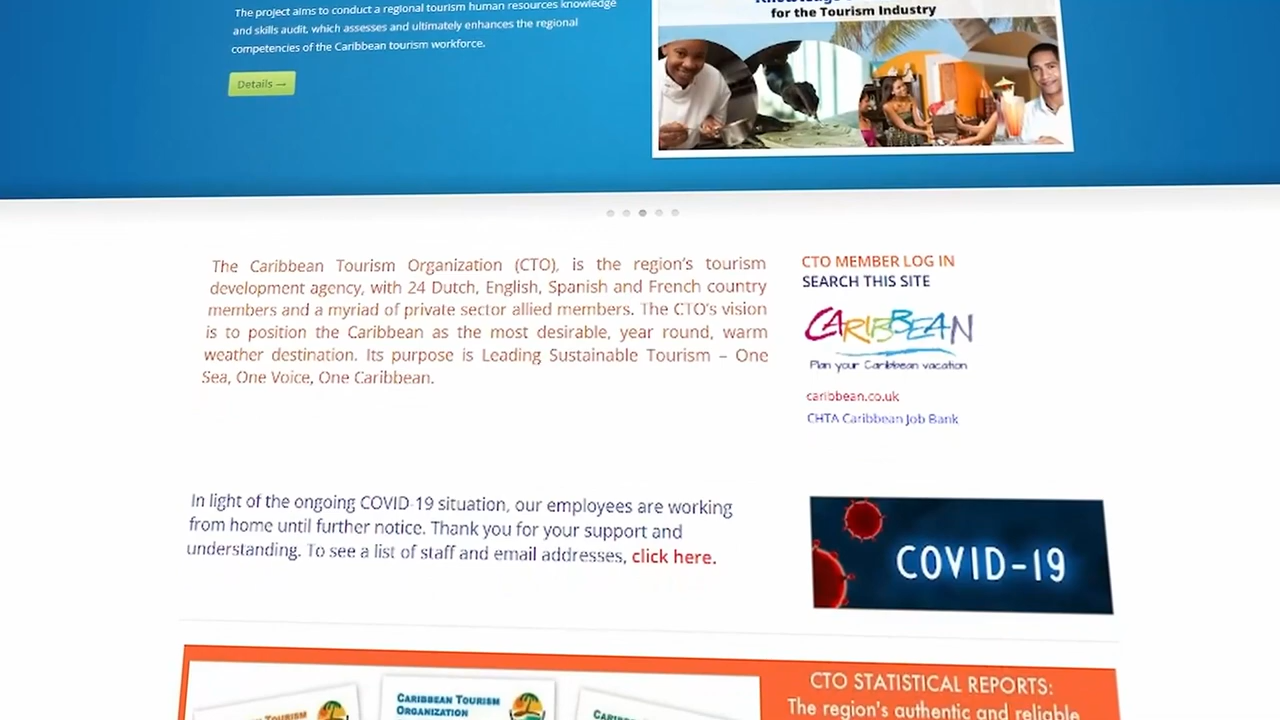 The project aims to conduct a regional tourism human resources knowledge
and skills audit, which assesses and ultimately enhances the regional
competencies of the Caribbean tourism workforce.
Details →
for the Tourism Industry
The Caribbean Tourism Organization (CTO), is the region's tourism
development agency, with 24 Dutch, English, Spanish and French country
members and a myriad of private sector allied members. The CTO's vision
is to position the Caribbean as the most desirable, year round, warm
weather destination. Its purpose is Leading Sustainable Tourism – One
Sea, One Voice, One Caribbean.
CTO MEMBER LOG IN
SEARCH THIS SITE
CARIBBEAN
Plan your Caribbean vacation
caribbean.co.uk
CHTA Caribbean Job Bank
In light of the ongoing COVID-19 situation, our employees are working
from home until further notice. Thank you for your support and
understanding. To see a list of staff and email addresses, click here.
COVID-19
CARIBBEAN TOURISM
ORGANIZATION
CTO STATISTICAL REPORTS:
The region's authentic and reliable